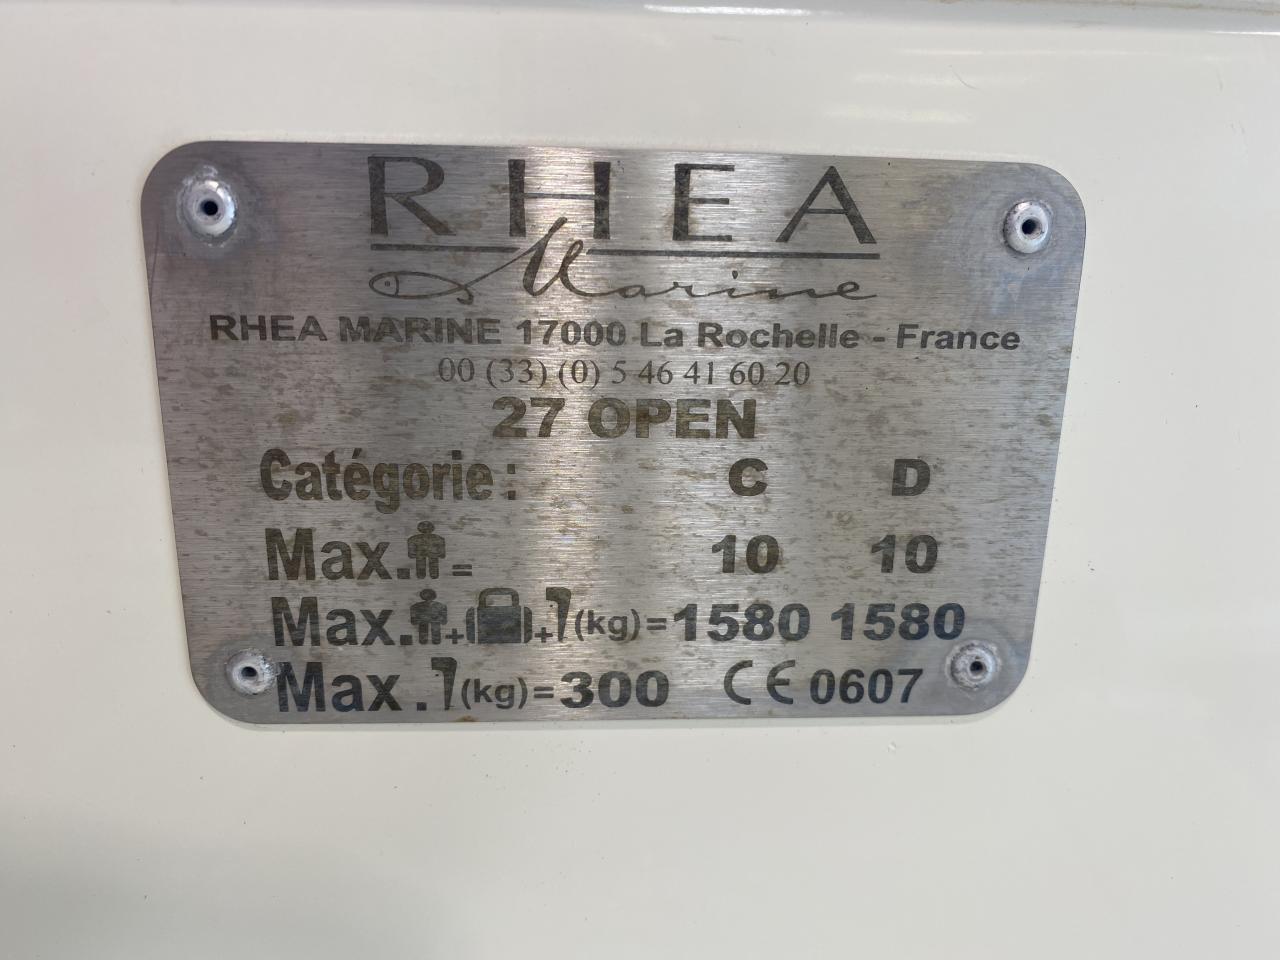 RHEA
Marine
RHEA MARINE 17000 La Rochelle - France
00 (33) (0) 5 46 41 60 20
27 OPEN
Catégorie : C D
Max. = 10 10
Max. + + (kg) = 1580 1580
Max . (kg) = 300 CE 0607